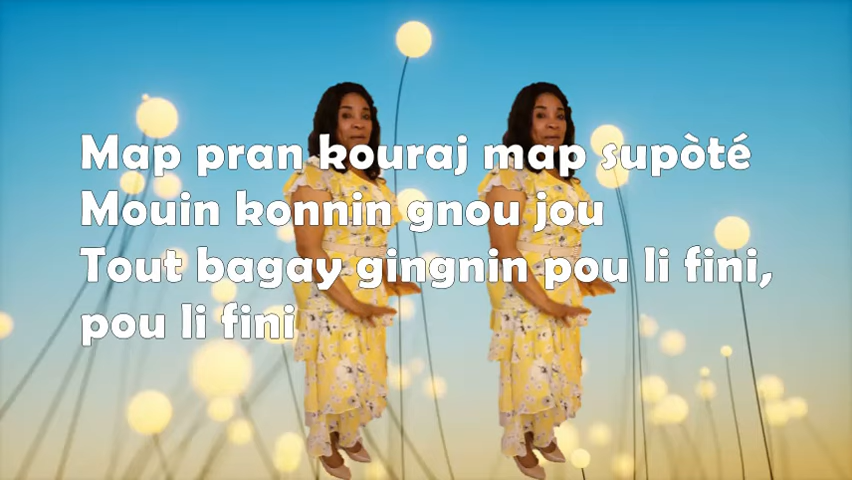 Map pran kouraj map supòté
Mouin konnin gnou jou
Tout bagay gingnin pou li fini,
pou li fini